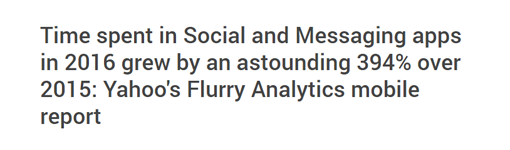 Time spent in Social and Messaging apps
in 2016 grew by an astounding 394% over
2015: Yahoo's Flurry Analytics mobile
report